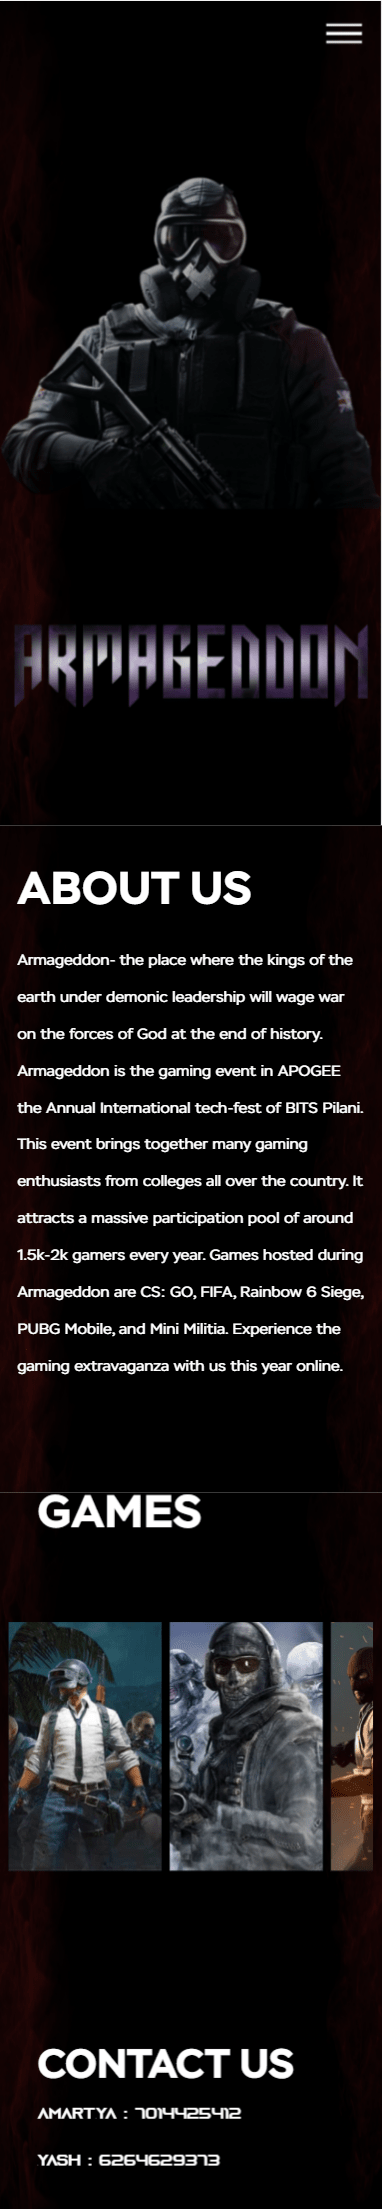 ARMAGEDDON
ABOUT US
Armageddon- the place where the kings of the
earth under demonic leadership will wage war
on the forces of God at the end of history.
Armageddon is the gaming event in APOGEE
the Annual International tech-fest of BITS Pilani.
This event brings together many gaming
enthusiasts from colleges all over the country. It
attracts a massive participation pool of around
1.5k-2k gamers every year. Games hosted during
Armageddon are CS: GO, FIFA, Rainbow 6 Siege,
PUBG Mobile, and Mini Militia. Experience the
gaming extravaganza with us this year online.
GAMES
CONTACT US
AMARTYA : 7014425412
YASH : 6264629373